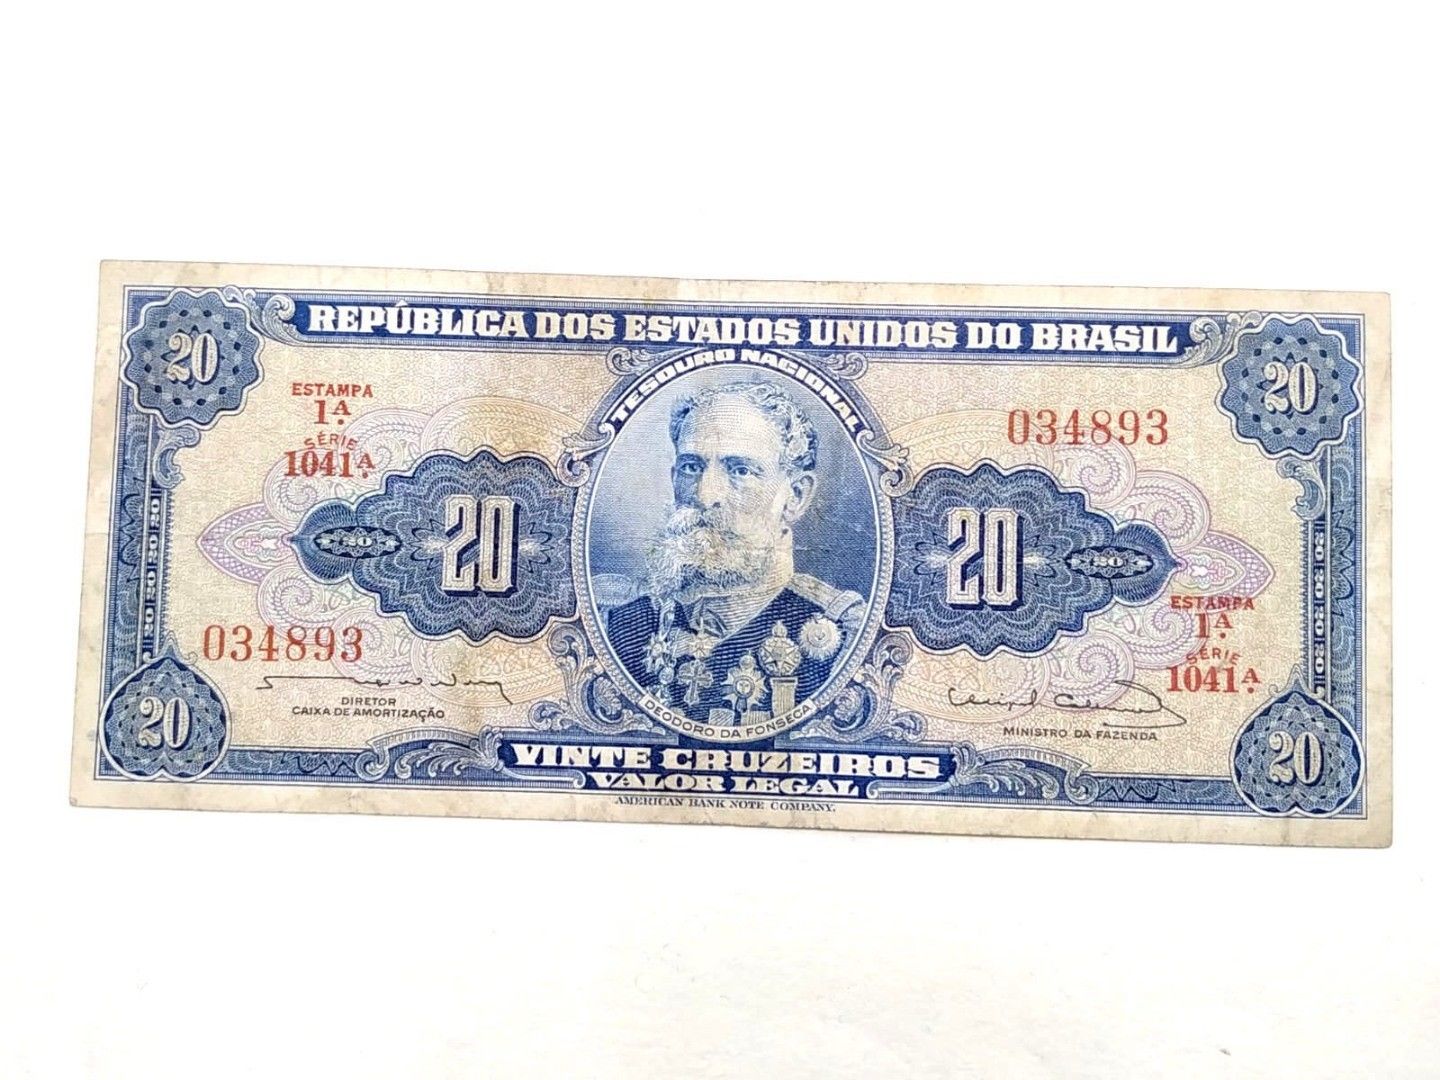 REPÚBLICA DOS ESTADOS UNIDOS DO BRASIL
TESOURO NACIONAL
20
20
ESTAMPA
1ª
SÉRIE
1041ª
034893
20
20
20
20
034893
ESTAMPA
1ª
SÉRIE
1041ª
DIRETOR
CAIXA DE AMORTIZAÇÃO
DEODORO DA FONSECA
MINISTRO DA FAZENDA
20
20
VINTE CRUZEIROS
VALOR LEGAL
AMERICAN BANK NOTE COMPANY.